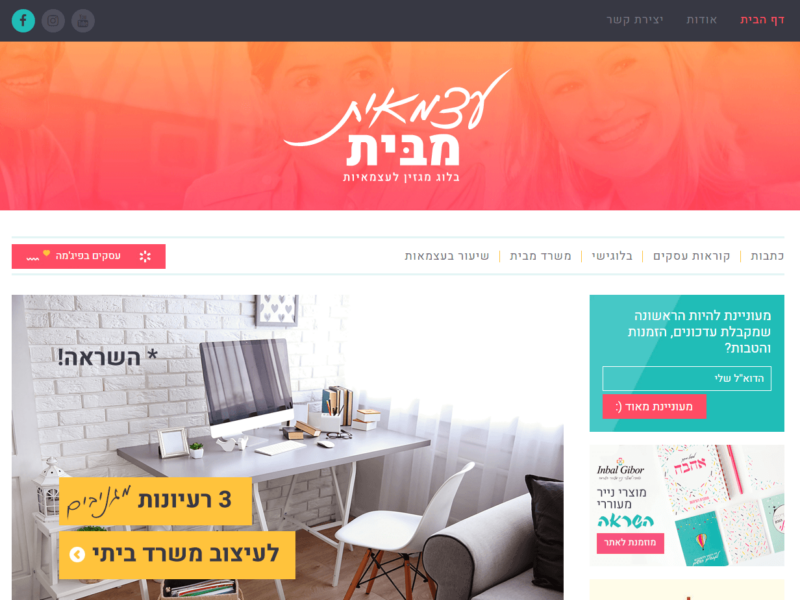 דף הבית
אודות
יצירת קשר
עצמאית
מבית
בלוג מגזין לעצמאיות
כתבות
קוראות עסקים
בלוגישי
משרד מבית
שיעור בעצמאות
עסקים בפיג'מה
מעוניינת להיות הראשונה
שמקבלת עדכונים, הזמנות
והטבות?
הדוא"ל שלי
מעוניינת מאוד (:
* השראה!
3 רעיונות מגניבים
לעיצוב משרד ביתי
Inbal Gibor
מוצרי נייר
מעוררי
השראה
מוזמנת לאתר
אהבה